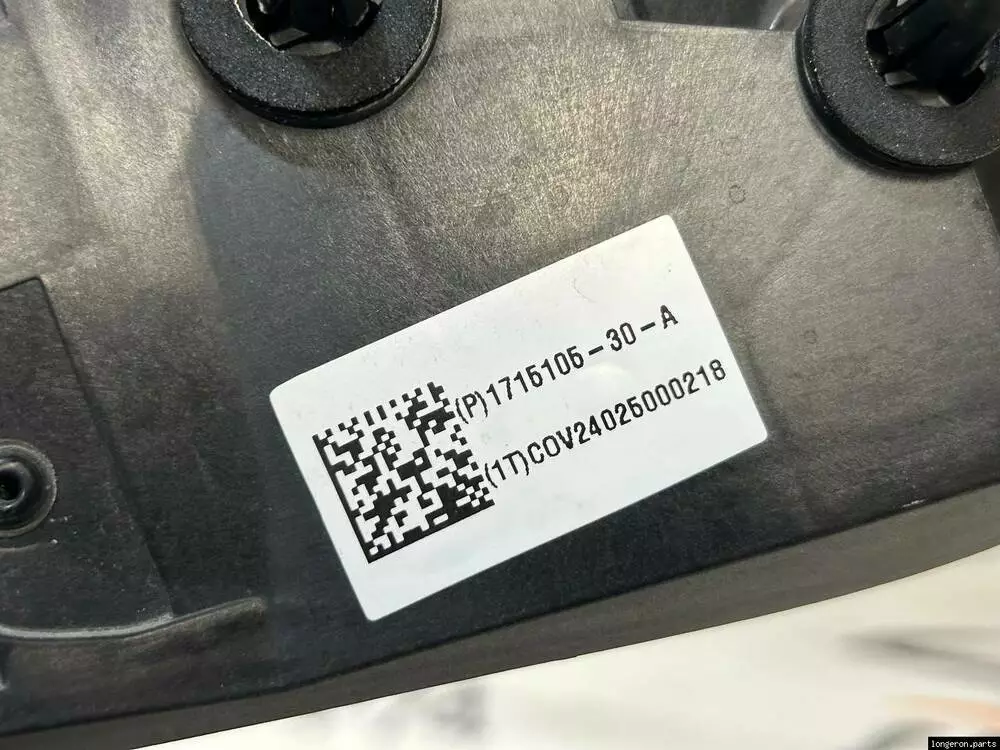 (P)1715105-30-A
(1T)COV24025000218
longeron.parts